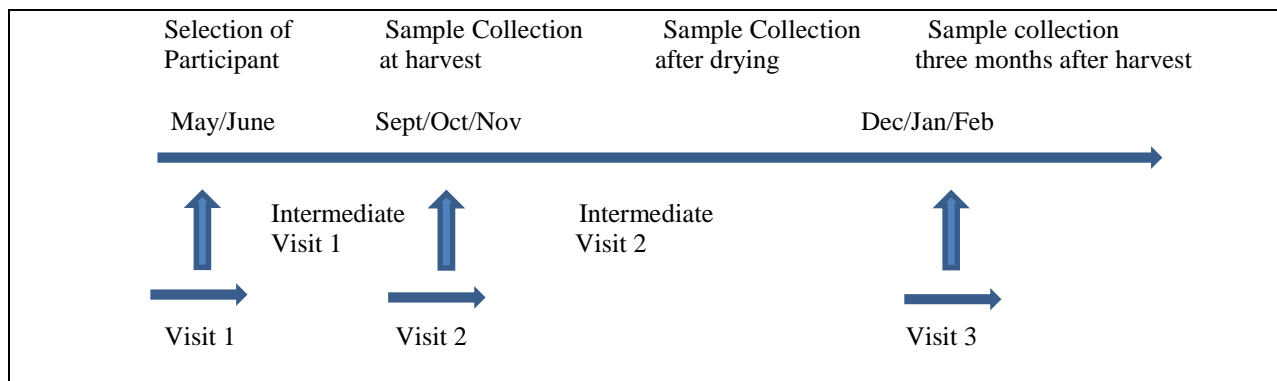 Selection of Participant
Sample Collection at harvest
Sample Collection after drying
Sample collection three months after harvest
May/June
Sept/Oct/Nov
Dec/Jan/Feb
Intermediate Visit 1
Intermediate Visit 2
Visit 1
Visit 2
Visit 3